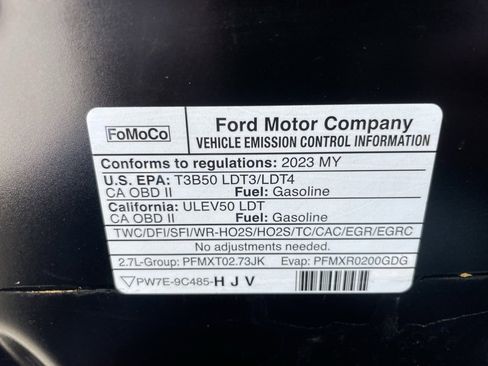 FoMoCo
Ford Motor Company
VEHICLE EMISSION CONTROL INFORMATION
Conforms to regulations: 2023 MY
U.S. EPA: T3B50 LDT3/LDT4
CA OBD II Fuel: Gasoline
California: ULEV50 LDT
CA OBD II Fuel: Gasoline
TWC/DFI/SFI/WR-HO2S/HO2S/TC/CAC/EGR/EGRC
No adjustments needed.
2.7L-Group: PFMXT02.73JK Evap: PFMXR0200GDG
PW7E-9C485-H J V